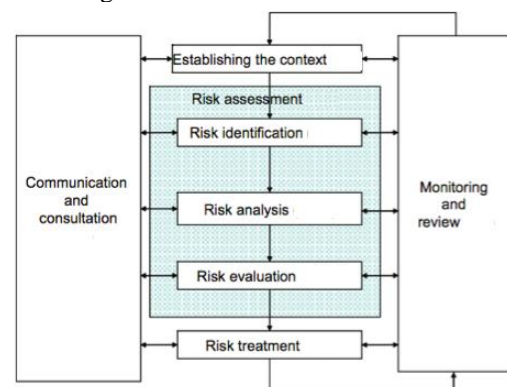 Establishing the context
Risk assessment
Risk identification
Communication
and
consultation
Risk analysis
Monitoring
and
review
Risk evaluation
Risk treatment